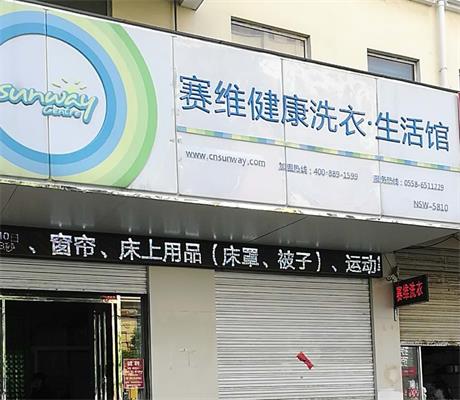 sunway
CENTRE
赛维健康洗衣·生活馆
www.cnsunway.com 加盟热线：400-889-1599 服务热线：0558-6511229
NSW-5810
、窗帘、床上用品（床罩、被子）、运动
赛维洗衣